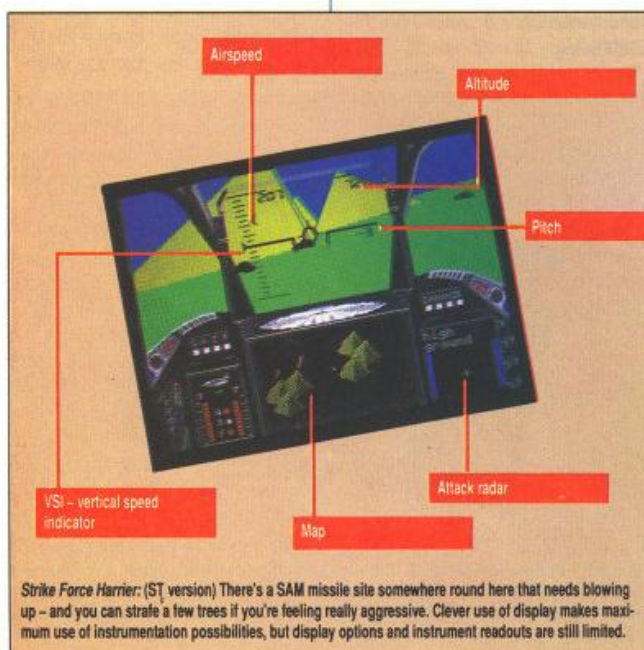 Airspeed
Altitude
Pitch
VSI – vertical speed
indicator
Attack radar
Map
Strike Force Harrier: (ST version) There's a SAM missile site somewhere round here that needs blowing
up – and you can strafe a few trees if you're feeling really aggressive. Clever use of display makes maxi-
mum use of instrumentation possibilities, but display options and instrument readouts are still limited.